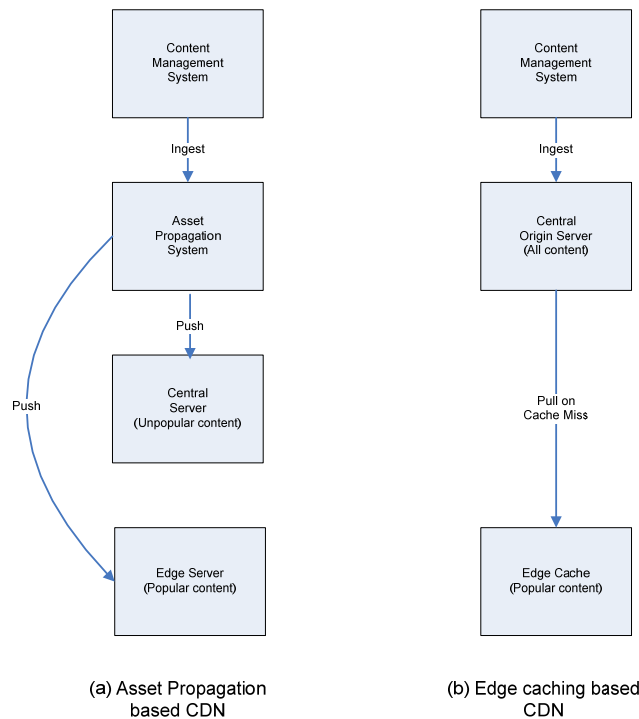 Content
Management
System
Ingest
Asset
Propagation
System
Push
Push
Central
Server
(Unpopular content)
Edge Server
(Popular content)
(a) Asset Propagation
based CDN
Content
Management
System
Ingest
Central
Origin Server
(All content)
Pull on
Cache Miss
Edge Cache
(Popular content)
(b) Edge caching based
CDN